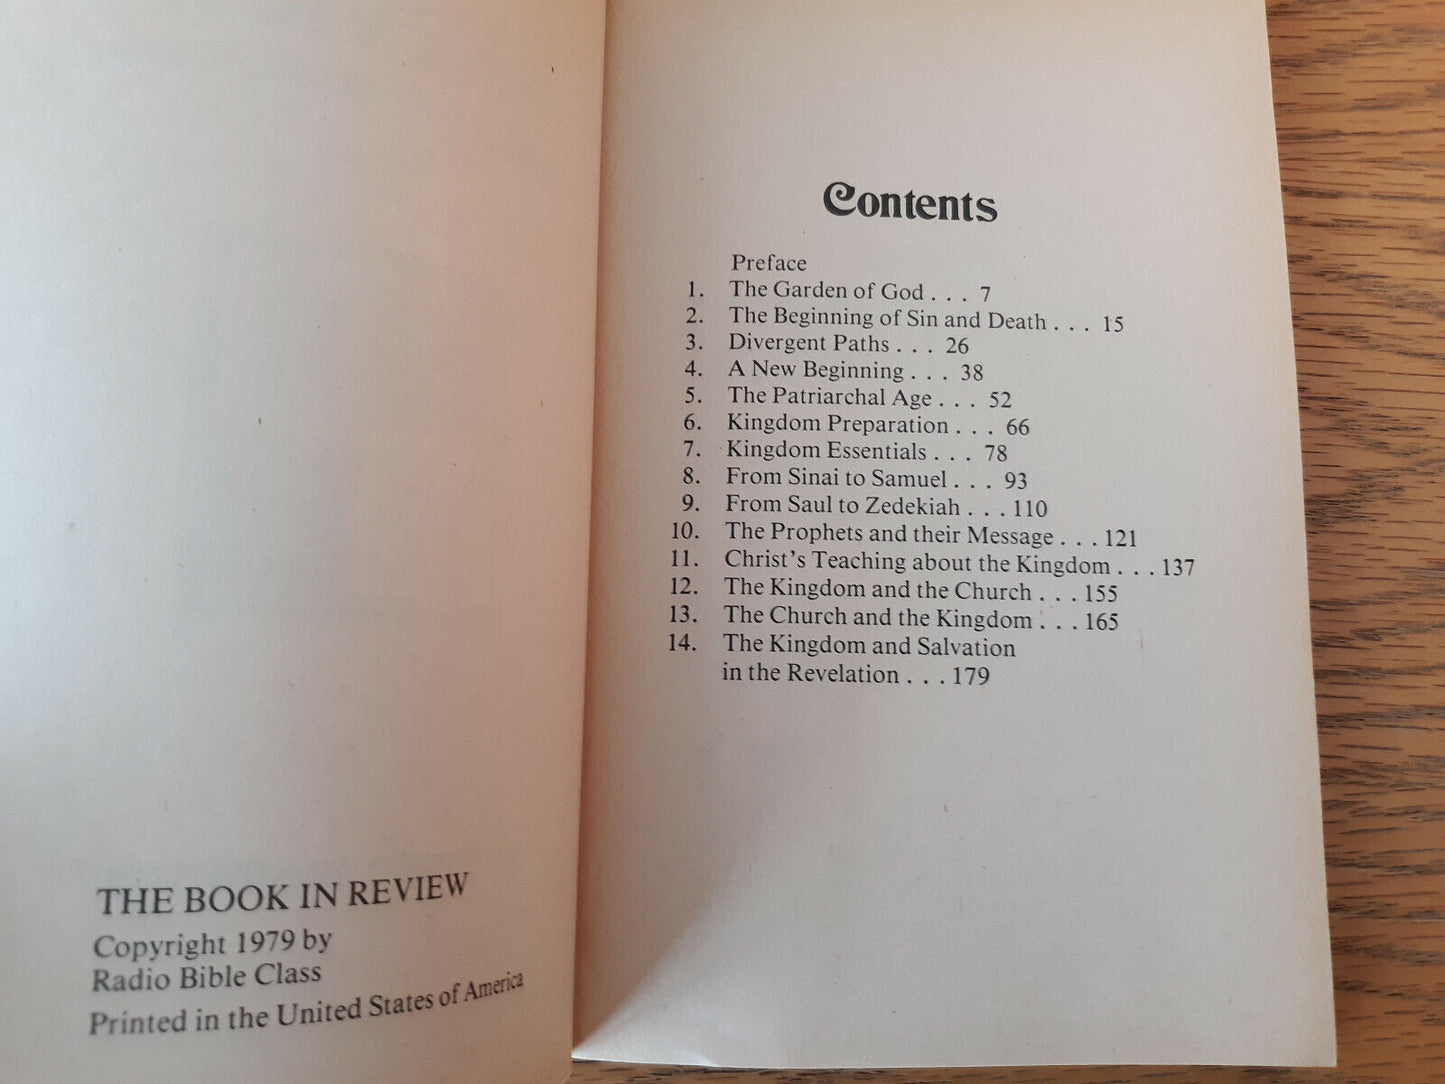 THE BOOK IN REVIEW
Copyright 1979 by
Radio Bible Class
Printed in the United States of America
Contents
Preface
1. The Garden of God . . . 7
2. The Beginning of Sin and Death . . . 15
3. Divergent Paths . . . 26
4. A New Beginning . . . 38
5. The Patriarchal Age . . . 52
6. Kingdom Preparation . . . 66
7. Kingdom Essentials . . . 78
8. From Sinai to Samuel . . . 93
9. From Saul to Zedekiah . . . 110
10. The Prophets and their Message . . . 121
11. Christ's Teaching about the Kingdom . . . 137
12. The Kingdom and the Church . . . 155
13. The Church and the Kingdom . . . 165
14. The Kingdom and Salvation
in the Revelation . . . 179